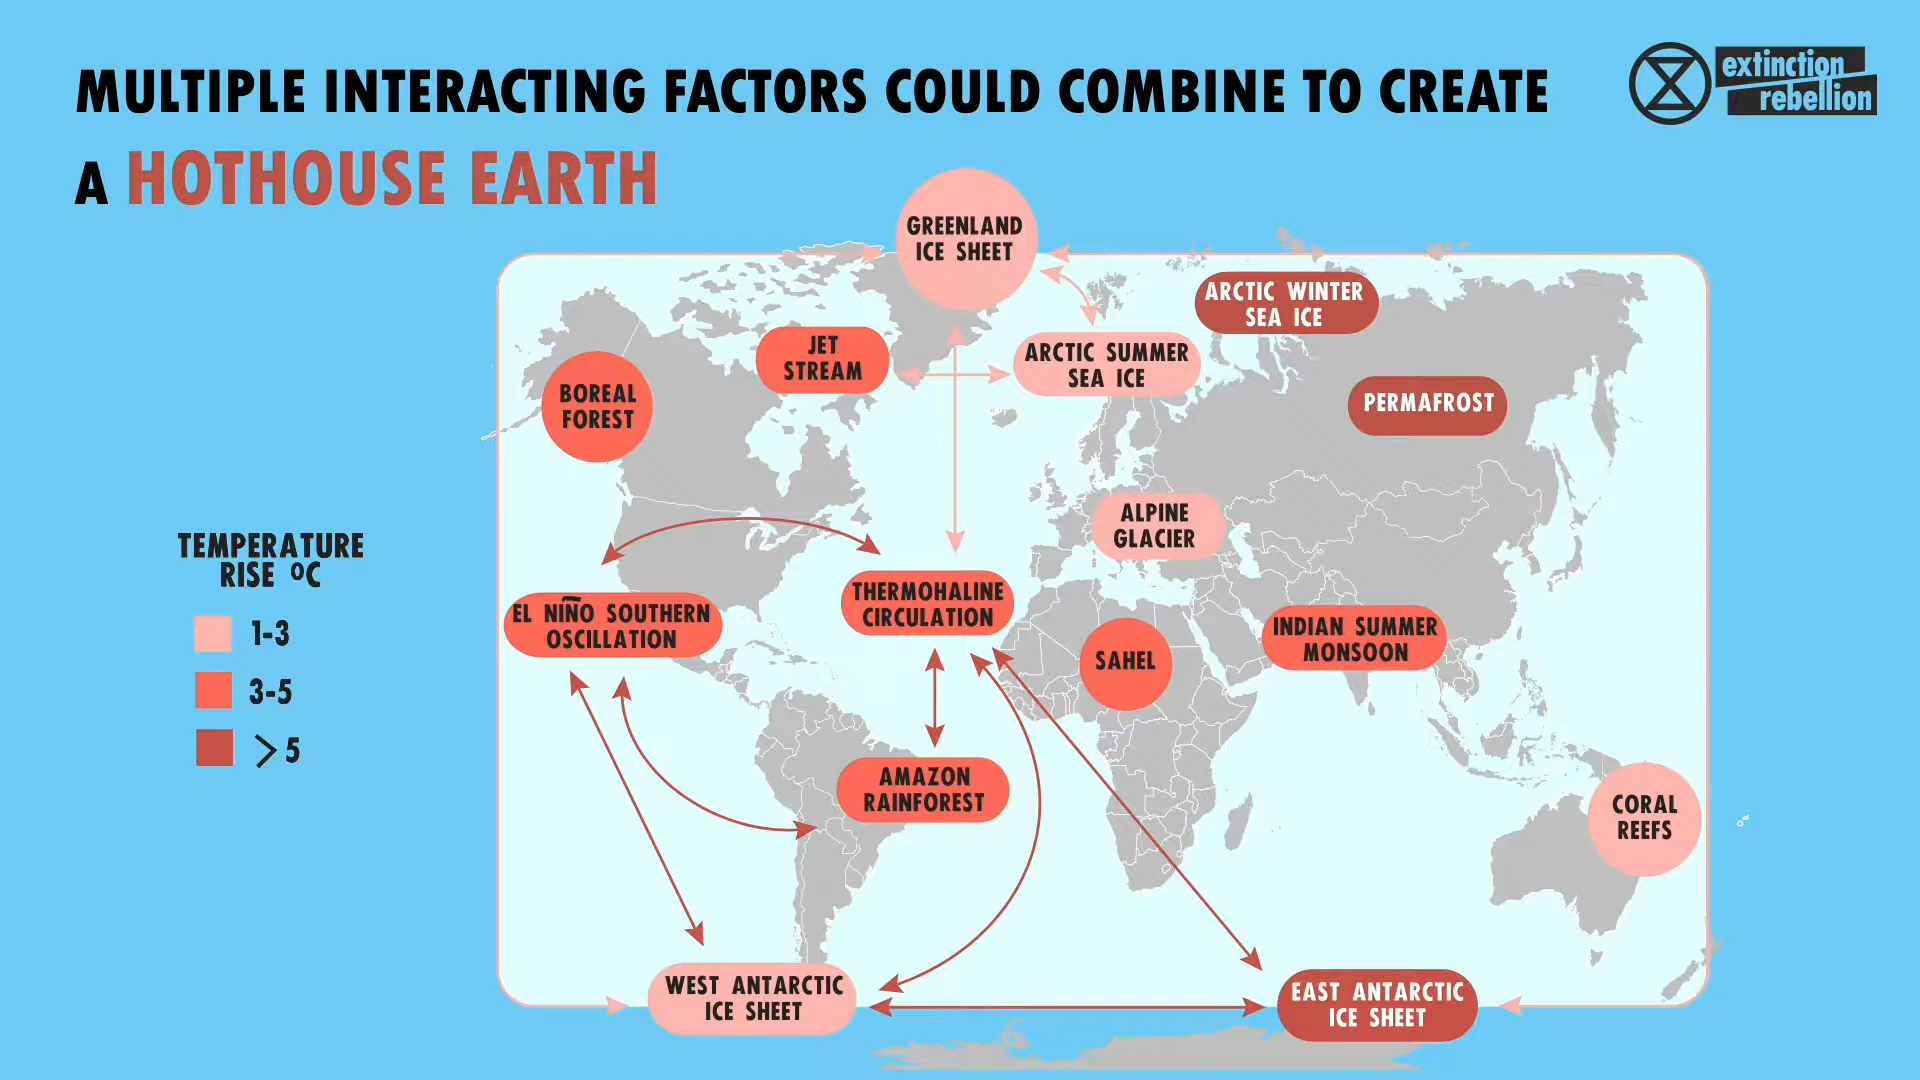 MULTIPLE INTERACTING FACTORS COULD COMBINE TO CREATE
A HOTHOUSE EARTH
extinction
rebellion
GREENLAND
ICE SHEET
ARCTIC WINTER
SEA ICE
JET
STREAM
ARCTIC SUMMER
SEA ICE
BOREAL
FOREST
PERMAFROST
ALPINE
GLACIER
TEMPERATURE
RISE ºC
1-3
3-5
> 5
EL NIÑO SOUTHERN
OSCILLATION
THERMOHALINE
CIRCULATION
SAHEL
INDIAN SUMMER
MONSOON
AMAZON
RAINFOREST
CORAL
REEFS
WEST ANTARCTIC
ICE SHEET
EAST ANTARCTIC
ICE SHEET